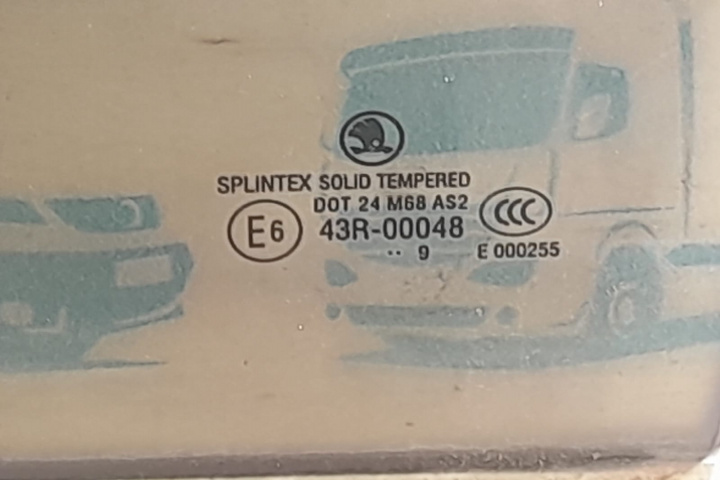 SPLINTEX SOLID TEMPERED
DOT 24 M68 AS2
CCC
E6 43R-00048
.. 9 E 000255